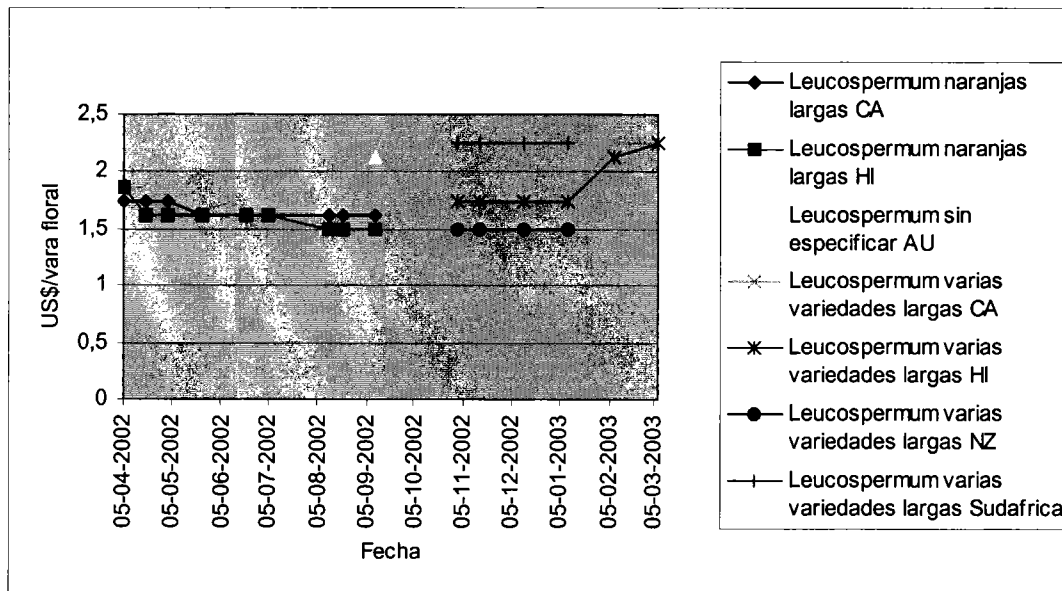 2,5
2
1,5
1
0,5
0
US$/vara floral
05-04-2002
05-05-2002
05-06-2002
05-07-2002
05-08-2002
05-09-2002
05-10-2002
05-11-2002
05-12-2002
05-01-2003
05-02-2003
05-03-2003
Fecha
Leucospermum naranjas
largas CA
Leucospermum naranjas
largas HI
Leucospermum sin
especificar AU
Leucospermum varias
variedades largas CA
Leucospermum varias
variedades largas HI
Leucospermum varias
variedades largas NZ
Leucospermum varias
variedades largas Sudafrica